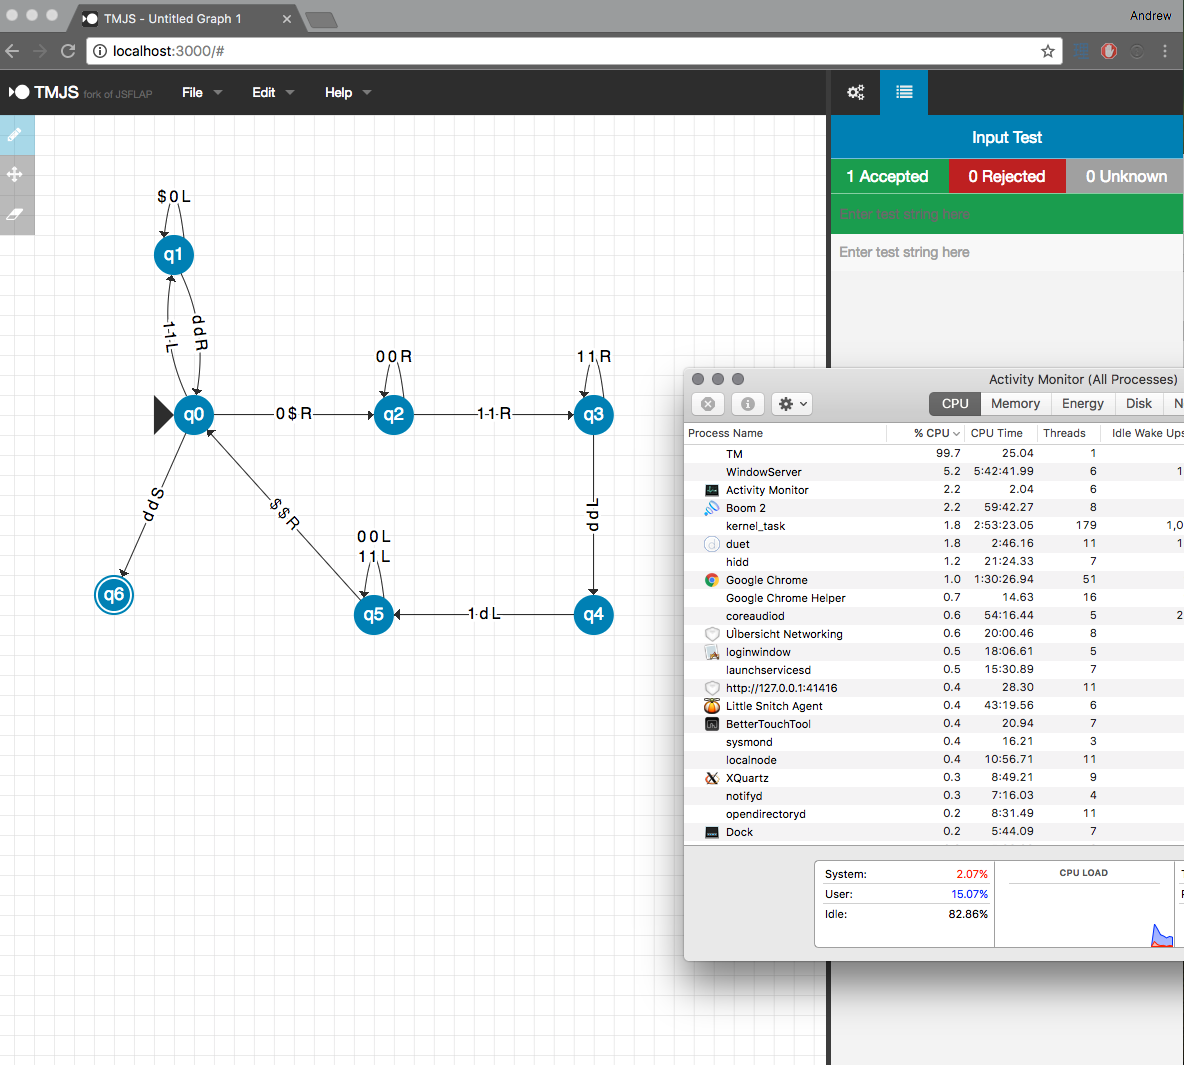 TMJS - Untitled Graph 1
Andrew
localhost:3000/#
TMJS fork of JSFLAP File Edit Help
Input Test
1 Accepted 0 Rejected 0 Unknown
Enter test string here
Enter test string here
$ 0 L
q1
1 1 L
d d R
q0
0 $ R
0 0 R
q2
1 1 R
1 1 R
q3
d d S
$ $ R
d d L
0 0 L
1 1 L
q6
q5
1 d L
q4
Activity Monitor (All Processes)
CPU Memory Energy Disk N
Process Name % CPU CPU Time Threads Idle Wake Ups
TM 99.7 25.04 1
WindowServer 5.2 5:42:41.99 6 1
Activity Monitor 2.2 2.04 6
Boom 2 2.2 59:42.27 8
kernel_task 1.8 2:53:23.05 179 1,0
duet 1.8 2:46.16 11 1
hidd 1.2 21:24.33 7
Google Chrome 1.0 1:30:26.94 51
Google Chrome Helper 0.7 14.63 16
coreaudiod 0.6 54:16.44 5 2
Übersicht Networking 0.6 20:00.46 8
loginwindow 0.5 18:06.61 5
launchservicesd 0.5 15:30.89 7
http://127.0.0.1:41416 0.4 28.30 11
Little Snitch Agent 0.4 43:19.56 6
BetterTouchTool 0.4 20.94 7
sysmond 0.4 16.21 3
localnode 0.4 10:56.71 11
XQuartz 0.3 8:49.21 9
notifyd 0.3 7:16.03 4
opendirectoryd 0.2 8:31.49 11
Dock 0.2 5:44.09 7
System: 2.07%
User: 15.07%
Idle: 82.86%
CPU LOAD